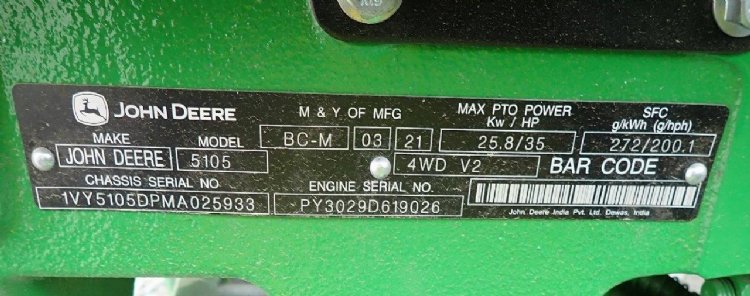 JOHN DEERE
M & Y OF MFG
MAX PTO POWER
Kw / HP
SFC
g/kWh (g/hph)
MAKE
MODEL
BC-M 03 21
25.8/35
272/200.1
JOHN DEERE
5105
4WD V2
BAR CODE
CHASSIS SERIAL NO.
ENGINE SERIAL NO.
1VY5105DPMA025933
PY3029D619026
John Deere India Pvt. Ltd. Dewas, India